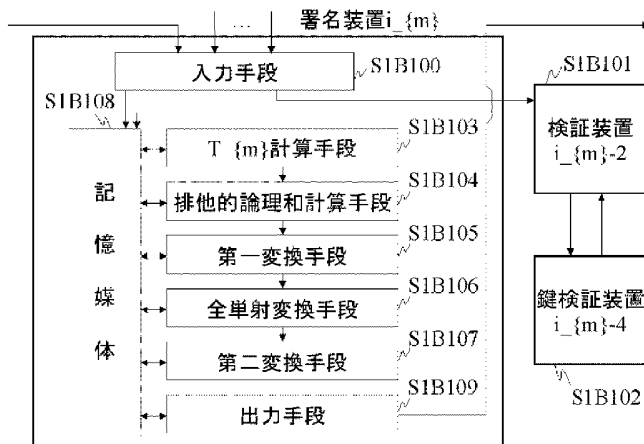 … 署名装置i_{m}
入力手段
S1B100
S1B101
S1B108
検証装置
i_{m}-2
T_{m}計算手段
S1B103
排他的論理和計算手段
S1B104
第一変換手段
S1B105
全単射変換手段
S1B106
鍵検証装置
i_{m}-4
第二変換手段
S1B107
S1B102
出力手段
S1B109
記憶媒体